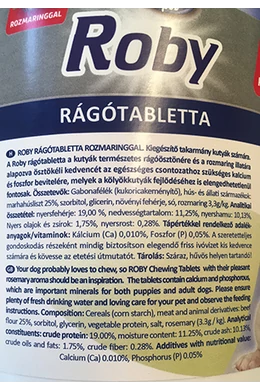 ROZMARINGGAL
Roby
RÁGÓTABLETTA
H ROBY RÁGÓTABLETTA ROZMARINGGAL. Kiegészítő takarmány kutyák számára.
A Roby rágótabletta a kutyák természetes rágóösztönére és a rozmaring illatára
alapozva ösztökéli kedvencét az egészséges csontozathoz szükséges kalcium
és foszfor bevitelére, melyek a kölyökkutyák fejlődéséhez is elengedhetetlenül
fontosak. Összetevők: Gabonafélék (kukoricakeményítő), hús- és állati származékok
marhahúsliszt 25%, szorbitol, glicerin, növényi fehérje, só, rozmaring 3,3g/kg. Analitikai
összetétel: nyersfehérje: 19,00 %, nedvességtartalom: 11,25%, nyershamu: 10,13%,
Nyers olajok és zsírok: 1,75%, nyersrost: 0,28%. Tápértékkel rendelkező adalék-
anyagok/vitaminok: Kálcium (Ca) 0,010%, Foszfor (P) 0,05%. A szeretetteljes
gondoskodás részeként mindig biztosítson elegendő friss ivóvizet kis kedvence
számára és kövesse az etetési útmutatót. Tárolás: Száraz, hűvös helyen tartandó!
GB Your dog probably loves to chew, so ROBY Chewing Tablets with their pleasant
rosemary aroma should be an inspiration. The tablets contain calcium and phosphorus,
which are important minerals for both puppies and adult dogs. Please ensure
plenty of fresh drinking water and loving care for your pet and observe the feeding
instructions. Composition: Cereals (corn starch), meat and animal derivatives: beef
flour 25%, sorbitol, glycerin, vegetable protein, salt, rosemary (3.3g / kg). Analytical
constituents: crude protein: 19.00%, moisture content: 11.25%, crude ash: 10.13%,
crude oils and fats: 1.75%, crude fiber: 0.28%. Additives with nutritional value:
Calcium (Ca) 0.010%, Phosphorus (P) 0.05%